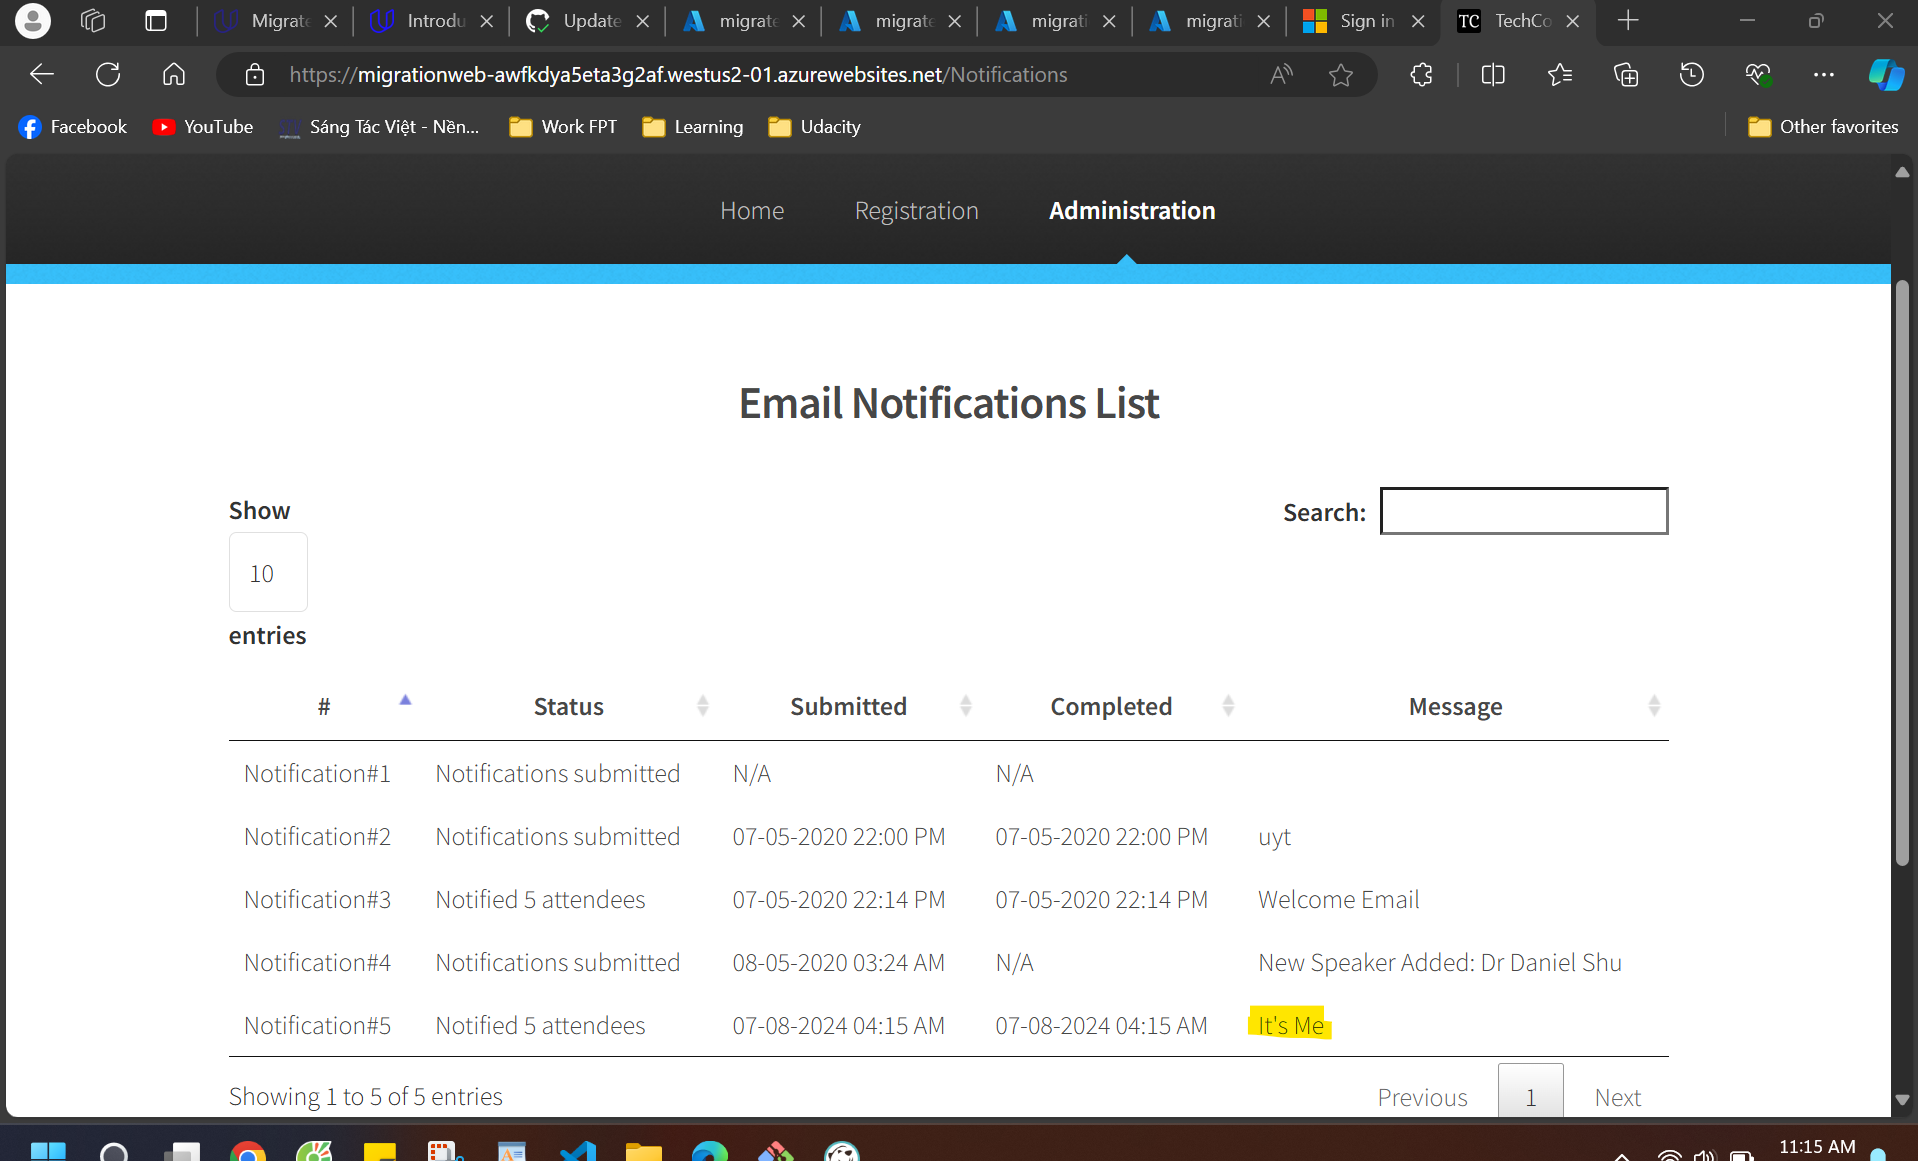 Migrate
Introdu
Update
migrate
migrate
migrati
migrati
Sign in
TC TechCo
https://migrationweb-awfkdya5eta3g2af.westus2-01.azurewebsites.net/Notifications
Facebook YouTube Sáng Tác Việt - Nền... Work FPT Learning Udacity Other favorites
Home Registration Administration
Email Notifications List
Show
10
entries
Search:
# Status Submitted Completed Message
Notification#1 Notifications submitted N/A N/A
Notification#2 Notifications submitted 07-05-2020 22:00 PM 07-05-2020 22:00 PM uyt
Notification#3 Notified 5 attendees 07-05-2020 22:14 PM 07-05-2020 22:14 PM Welcome Email
Notification#4 Notifications submitted 08-05-2020 03:24 AM N/A New Speaker Added: Dr Daniel Shu
Notification#5 Notified 5 attendees 07-08-2024 04:15 AM 07-08-2024 04:15 AM It's Me
Showing 1 to 5 of 5 entries
Previous 1 Next
11:15 AM